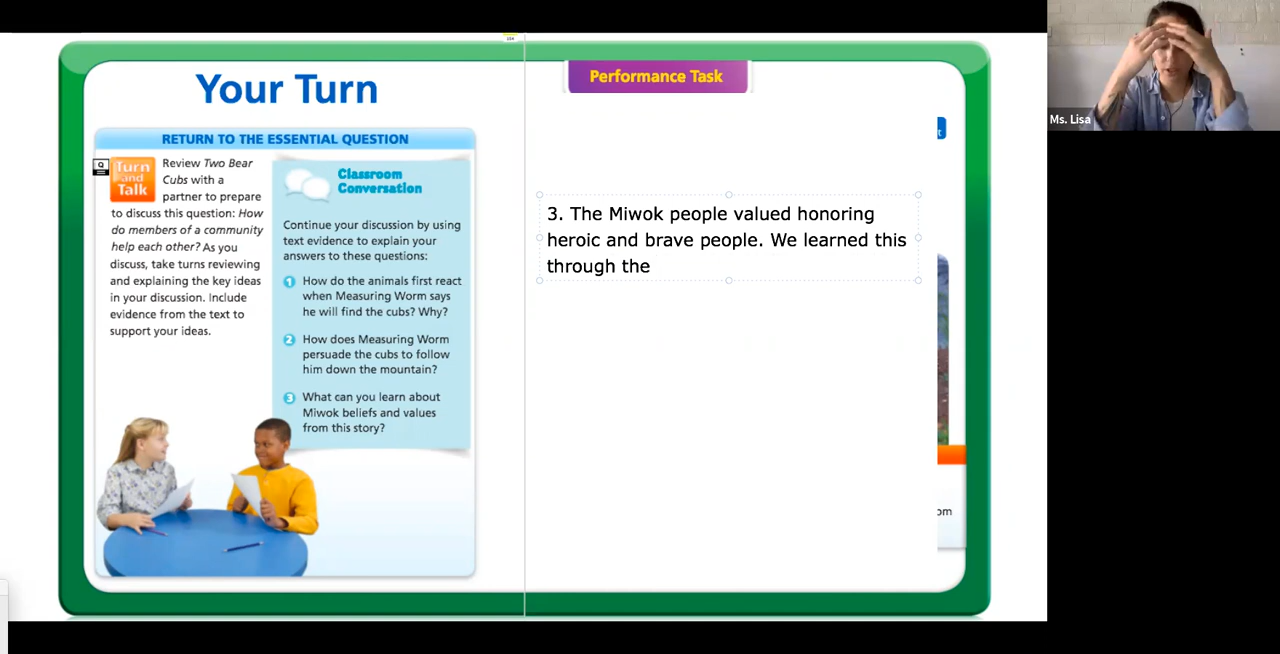 Your Turn
RETURN TO THE ESSENTIAL QUESTION
Turn
and
Talk
Review Two Bear
Cubs with a
partner to prepare
to discuss this question: How
do members of a community
help each other? As you
discuss, take turns reviewing
and explaining the key ideas
in your discussion. Include
evidence from the text to
support your ideas.
Classroom
Conversation
Continue your discussion by using
text evidence to explain your
answers to these questions:
1 How do the animals first react
when Measuring Worm says
he will find the cubs? Why?
2 How does Measuring Worm
persuade the cubs to follow
him down the mountain?
3 What can you learn about
Miwok beliefs and values
from this story?
Performance Task
3. The Miwok people valued honoring
heroic and brave people. We learned this
through the
t
om
Ms. Lisa